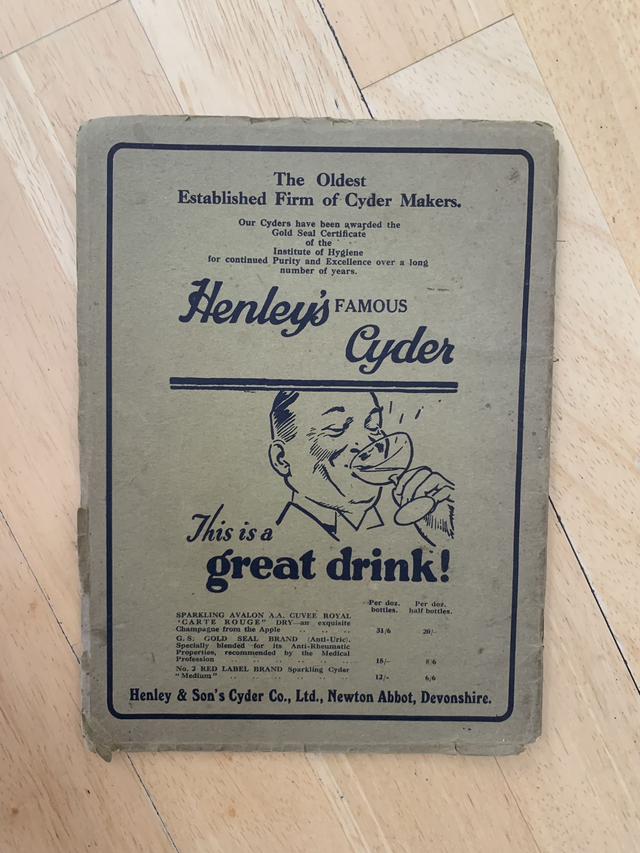 The Oldest
Established Firm of Cyder Makers.
Our Cyders have been awarded the
Gold Seal Certificate
of the
Institute of Hygiene
for continued Purity and Excellence over a long
number of years.
Henley's FAMOUS
Cyder
This is a
great drink!
Per doz. Per doz.
bottles. half bottles.
SPARKLING AVALON A.A. CUVEE ROYAL
"CARTE ROUGE" DRY—an exquisite
Champagne from the Apple .. .. .. 31/6 20/-
G.S. GOLD SEAL BRAND (Anti-Uric).
Specially blended for its Anti-Rheumatic
Properties, recommended by the Medical
Profession .. .. .. .. .. .. 15/- 8/6
No. 2 RED LABEL BRAND Sparkling Cyder
"Medium" .. .. .. .. .. .. 12/- 6/6
Henley & Son's Cyder Co., Ltd., Newton Abbot, Devonshire.